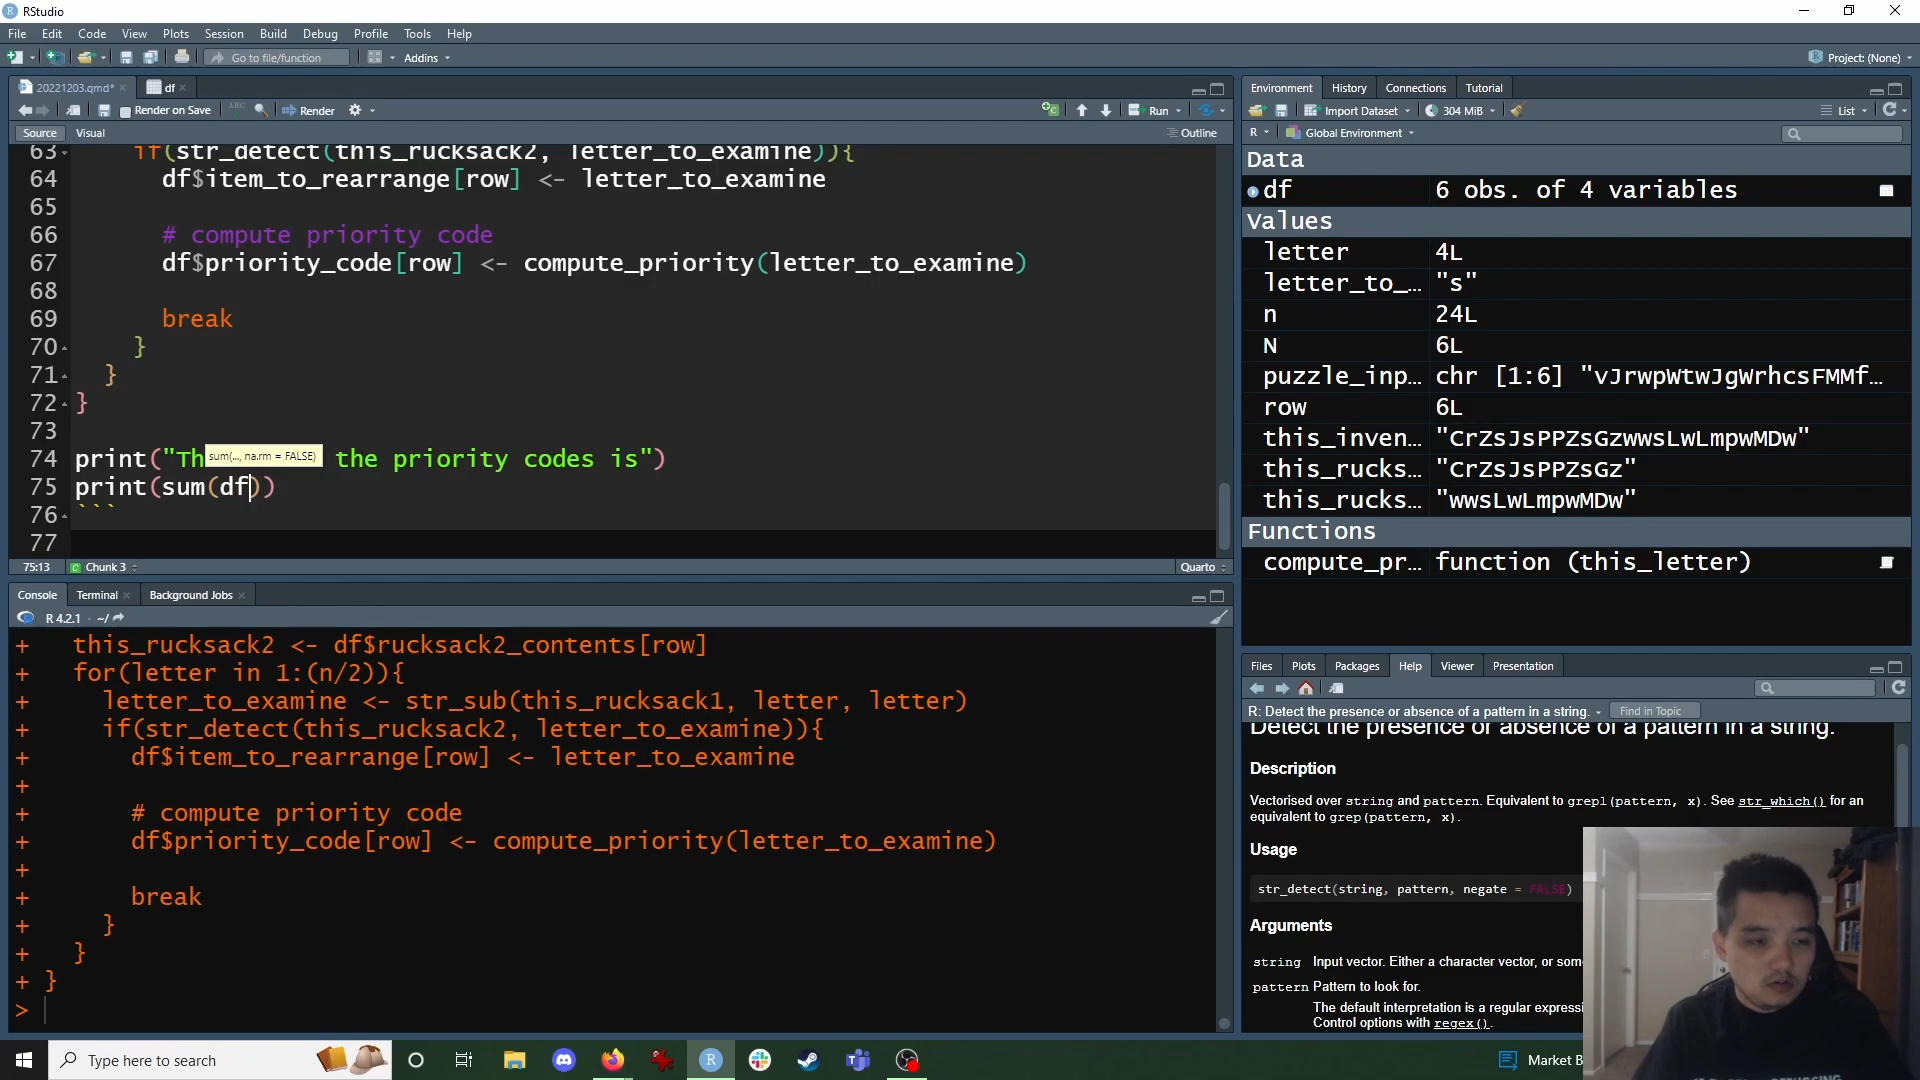 RStudio
File Edit Code View Plots Session Build Debug Profile Tools Help
Go to file/function Addins Project: (None)
20221203.qmd* df
Render on Save ABC Render Run
Source Visual Outline
63 if(str_detect(this_rucksack2, letter_to_examine)){
64 df$item_to_rearrange[row] <- letter_to_examine
65
66 # compute priority code
67 df$priority_code[row] <- compute_priority(letter_to_examine)
68
69 break
70 }
71 }
72 }
73
74 print("Th sum(..., na.rm = FALSE) the priority codes is")
75 print(sum(df))
76 ```
77
75:13 Chunk 3 Quarto
Console Terminal Background Jobs
R 4.2.1 · ~/
+ this_rucksack2 <- df$rucksack2_contents[row]
+ for(letter in 1:(n/2)){
+ letter_to_examine <- str_sub(this_rucksack1, letter, letter)
+ if(str_detect(this_rucksack2, letter_to_examine)){
+ df$item_to_rearrange[row] <- letter_to_examine
+
+ # compute priority code
+ df$priority_code[row] <- compute_priority(letter_to_examine)
+
+ break
+ }
+ }
+ }
>
Environment History Connections Tutorial
Import Dataset 304 MiB List
R Global Environment
Data
df 6 obs. of 4 variables
Values
letter 4L
letter_to_… "s"
n 24L
N 6L
puzzle_inp… chr [1:6] "vJrwpWtwJgWrhcsFMMf…
row 6L
this_inven… "CrZsJsPPZsGzwwsLwLmpwMDw"
this_rucks… "CrZsJsPPZsGz"
this_rucks… "wwsLwLmpwMDw"
Functions
compute_pr… function (this_letter)
Files Plots Packages Help Viewer Presentation
R: Detect the presence or absence of a pattern in a string. Find in Topic
Detect the presence or absence of a pattern in a string.
Description
Vectorised over string and pattern. Equivalent to grepl(pattern, x). See str_which() for an
equivalent to grep(pattern, x).
Usage
str_detect(string, pattern, negate = FALSE)
Arguments
string Input vector. Either a character vector, or som
pattern Pattern to look for.
The default interpretation is a regular expressi
Control options with regex().
Type here to search
Market B